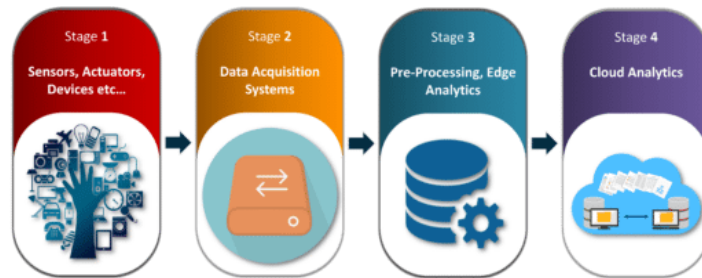 Stage 1
Sensors, Actuators,
Devices etc...
Stage 2
Data Acquisition
Systems
Stage 3
Pre-Processing, Edge
Analytics
Stage 4
Cloud Analytics